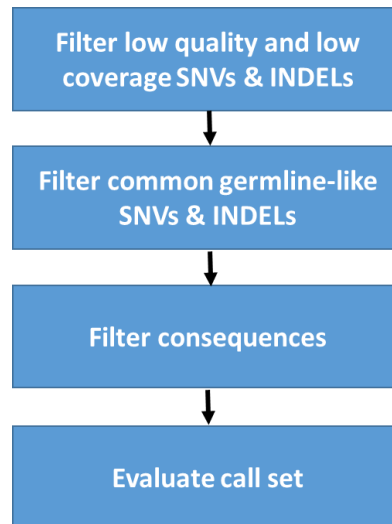 Filter low quality and low
coverage SNVs & INDELs
Filter common germline-like
SNVs & INDELs
Filter consequences
Evaluate call set